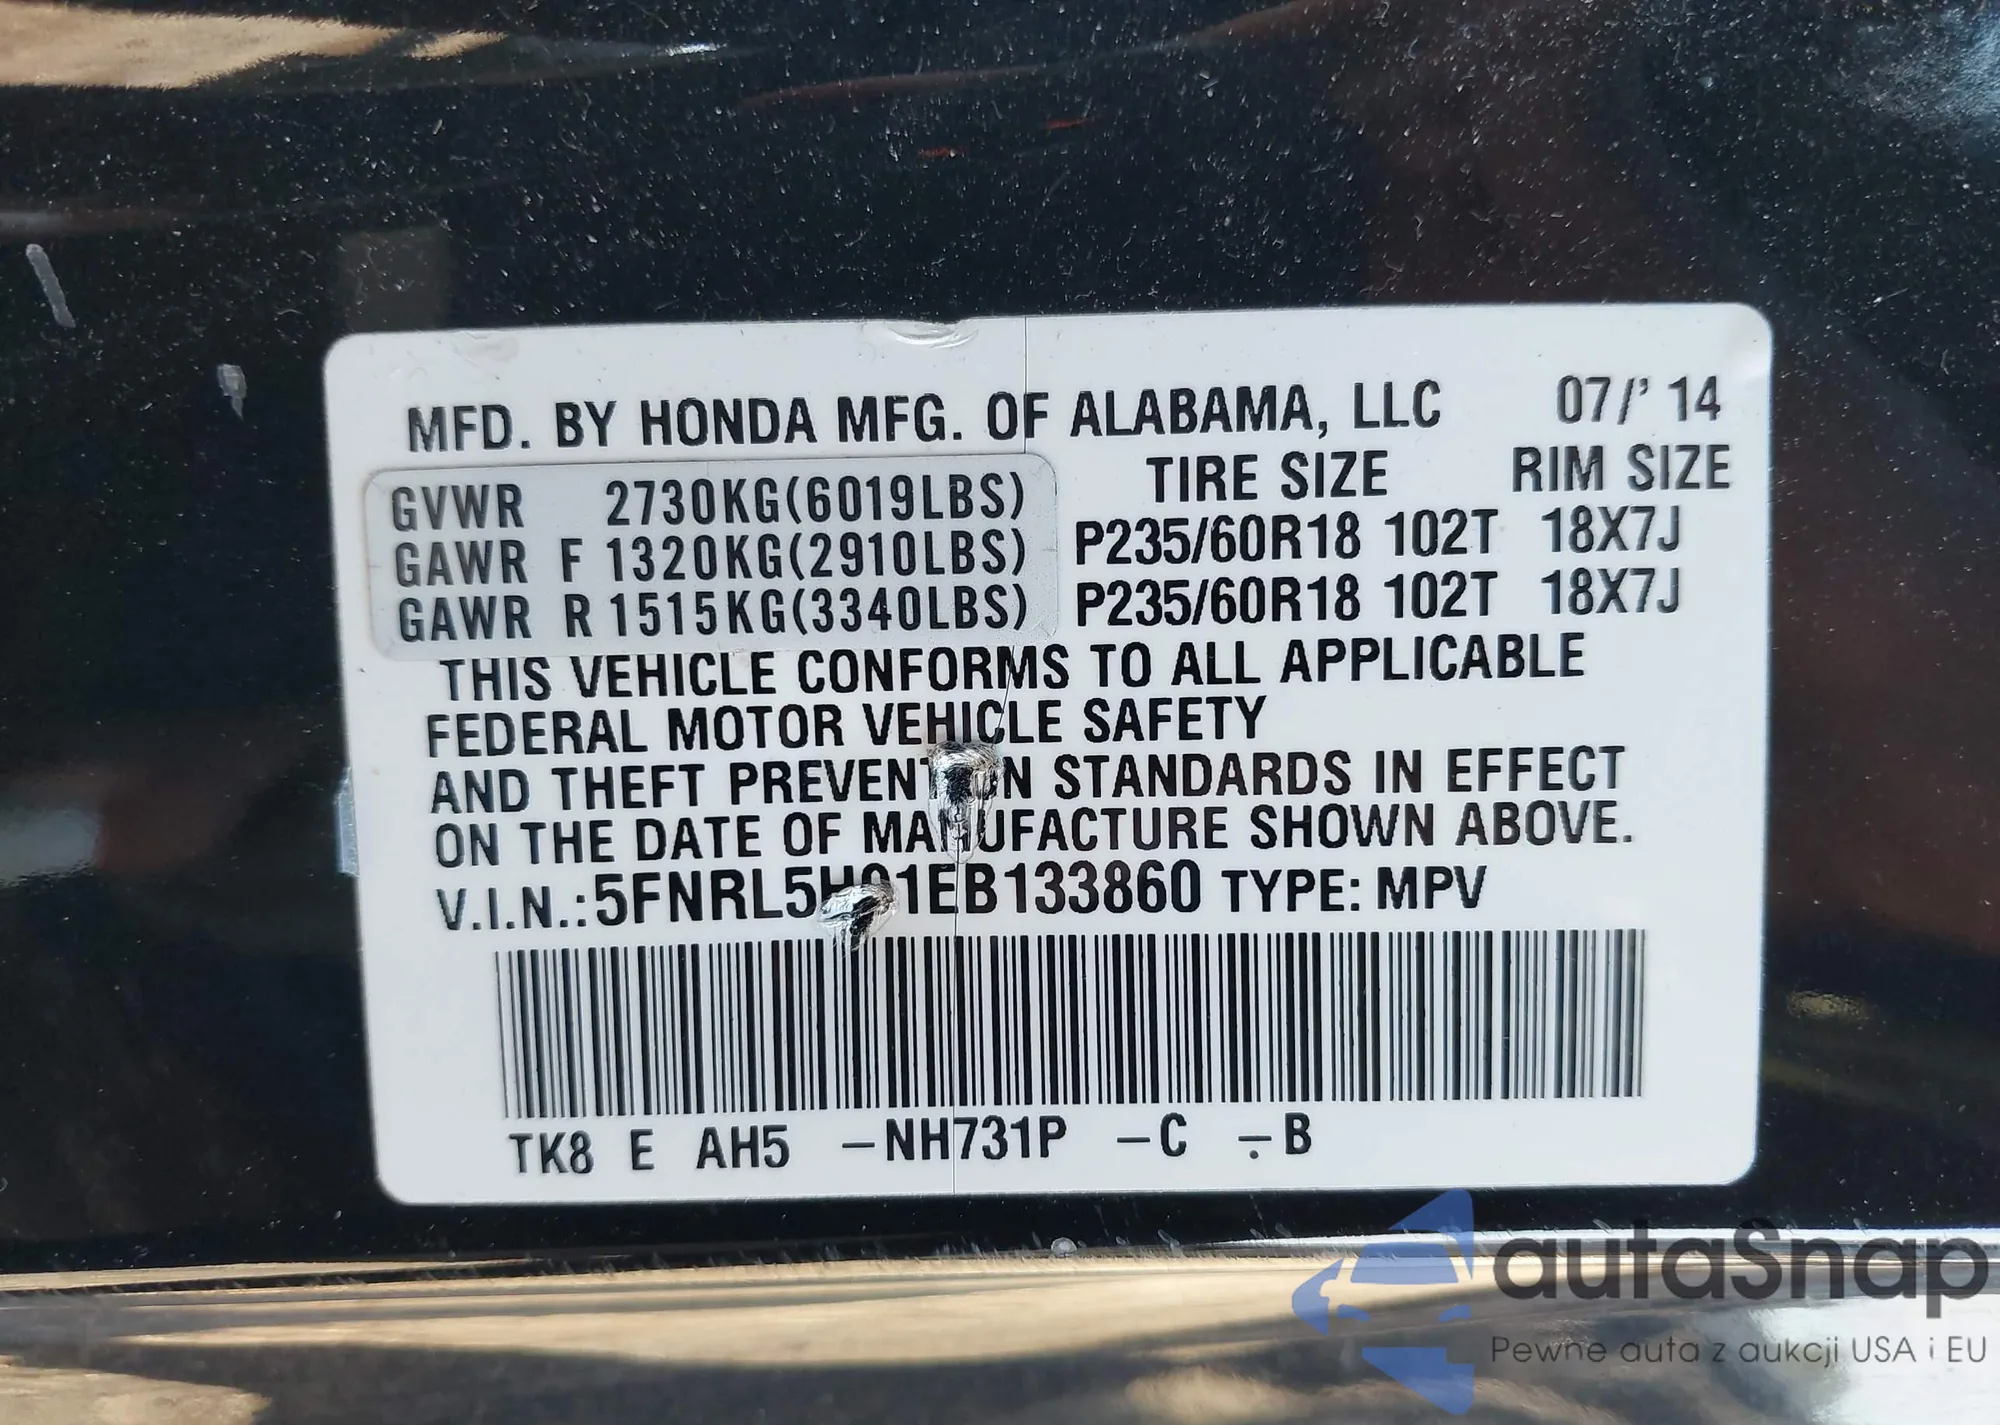 MFD. BY HONDA MFG. OF ALABAMA, LLC 07/'14
TIRE SIZE RIM SIZE
GVWR 2730KG(6019LBS)
GAWR F 1320KG(2910LBS) P235/60R18 102T 18X7J
GAWR R 1515KG(3340LBS) P235/60R18 102T 18X7J
THIS VEHICLE CONFORMS TO ALL APPLICABLE
FEDERAL MOTOR VEHICLE SAFETY
AND THEFT PREVENTION STANDARDS IN EFFECT
ON THE DATE OF MANUFACTURE SHOWN ABOVE.
V.I.N.:5FNRL5H91EB133860 TYPE: MPV
TK8 E AH5 –NH731P –C –.B
autaSnap
Pewne auta z aukcji USA i EU